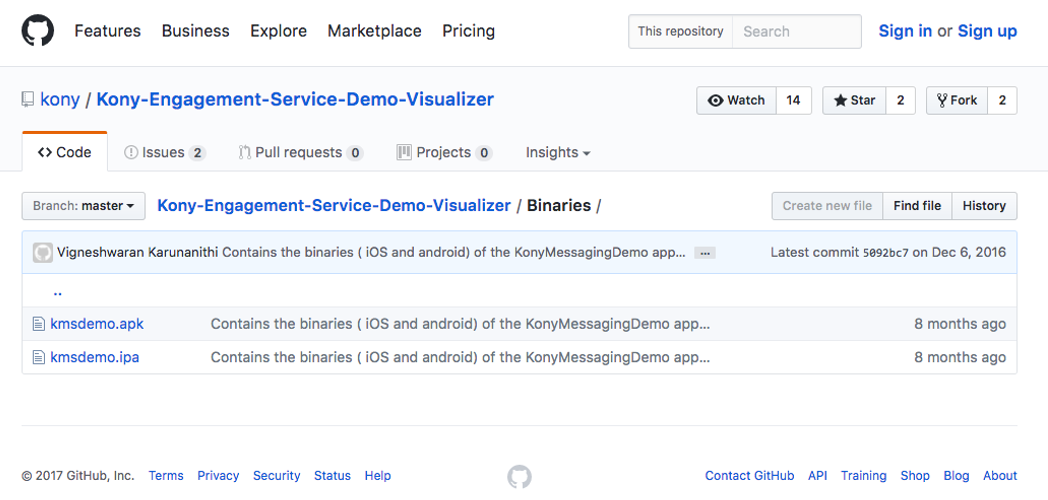 Features Business Explore Marketplace Pricing This repository Search Sign in or Sign up
kony / Kony-Engagement-Service-Demo-Visualizer Watch 14 Star 2 Fork 2
Code Issues 2 Pull requests 0 Projects 0 Insights
Branch: master Kony-Engagement-Service-Demo-Visualizer / Binaries / Create new file Find file History
Vigneshwaran Karunanithi Contains the binaries ( iOS and android) of the KonyMessagingDemo app... ... Latest commit 5092bc7 on Dec 6, 2016
..
kmsdemo.apk Contains the binaries ( iOS and android) of the KonyMessagingDemo app... 8 months ago
kmsdemo.ipa Contains the binaries ( iOS and android) of the KonyMessagingDemo app... 8 months ago
© 2017 GitHub, Inc. Terms Privacy Security Status Help Contact GitHub API Training Shop Blog About